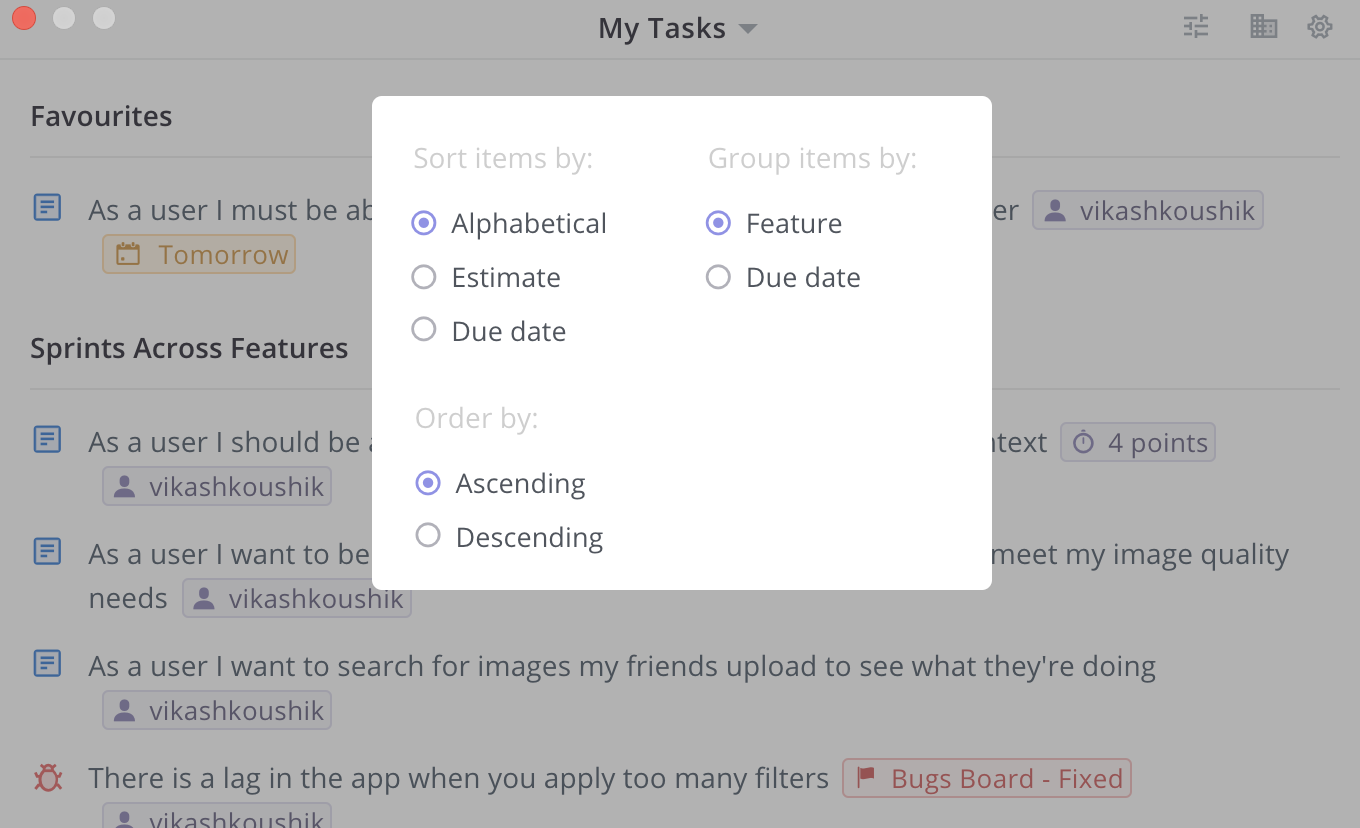 My Tasks
Favourites
Sort items by:
Group items by:
As a user I must be
vikashkoushik
Alphabetical
Feature
Tomorrow
Estimate
Due date
Due date
Sprints Across Features
Order by:
As a user I should be
4 points
vikashkoushik
Ascending
Descending
As a user I want to be
meet my image quality
needs vikashkoushik
As a user I want to search for images my friends upload to see what they're doing
vikashkoushik
There is a lag in the app when you apply too many filters Bugs Board - Fixed
vikashkoushik